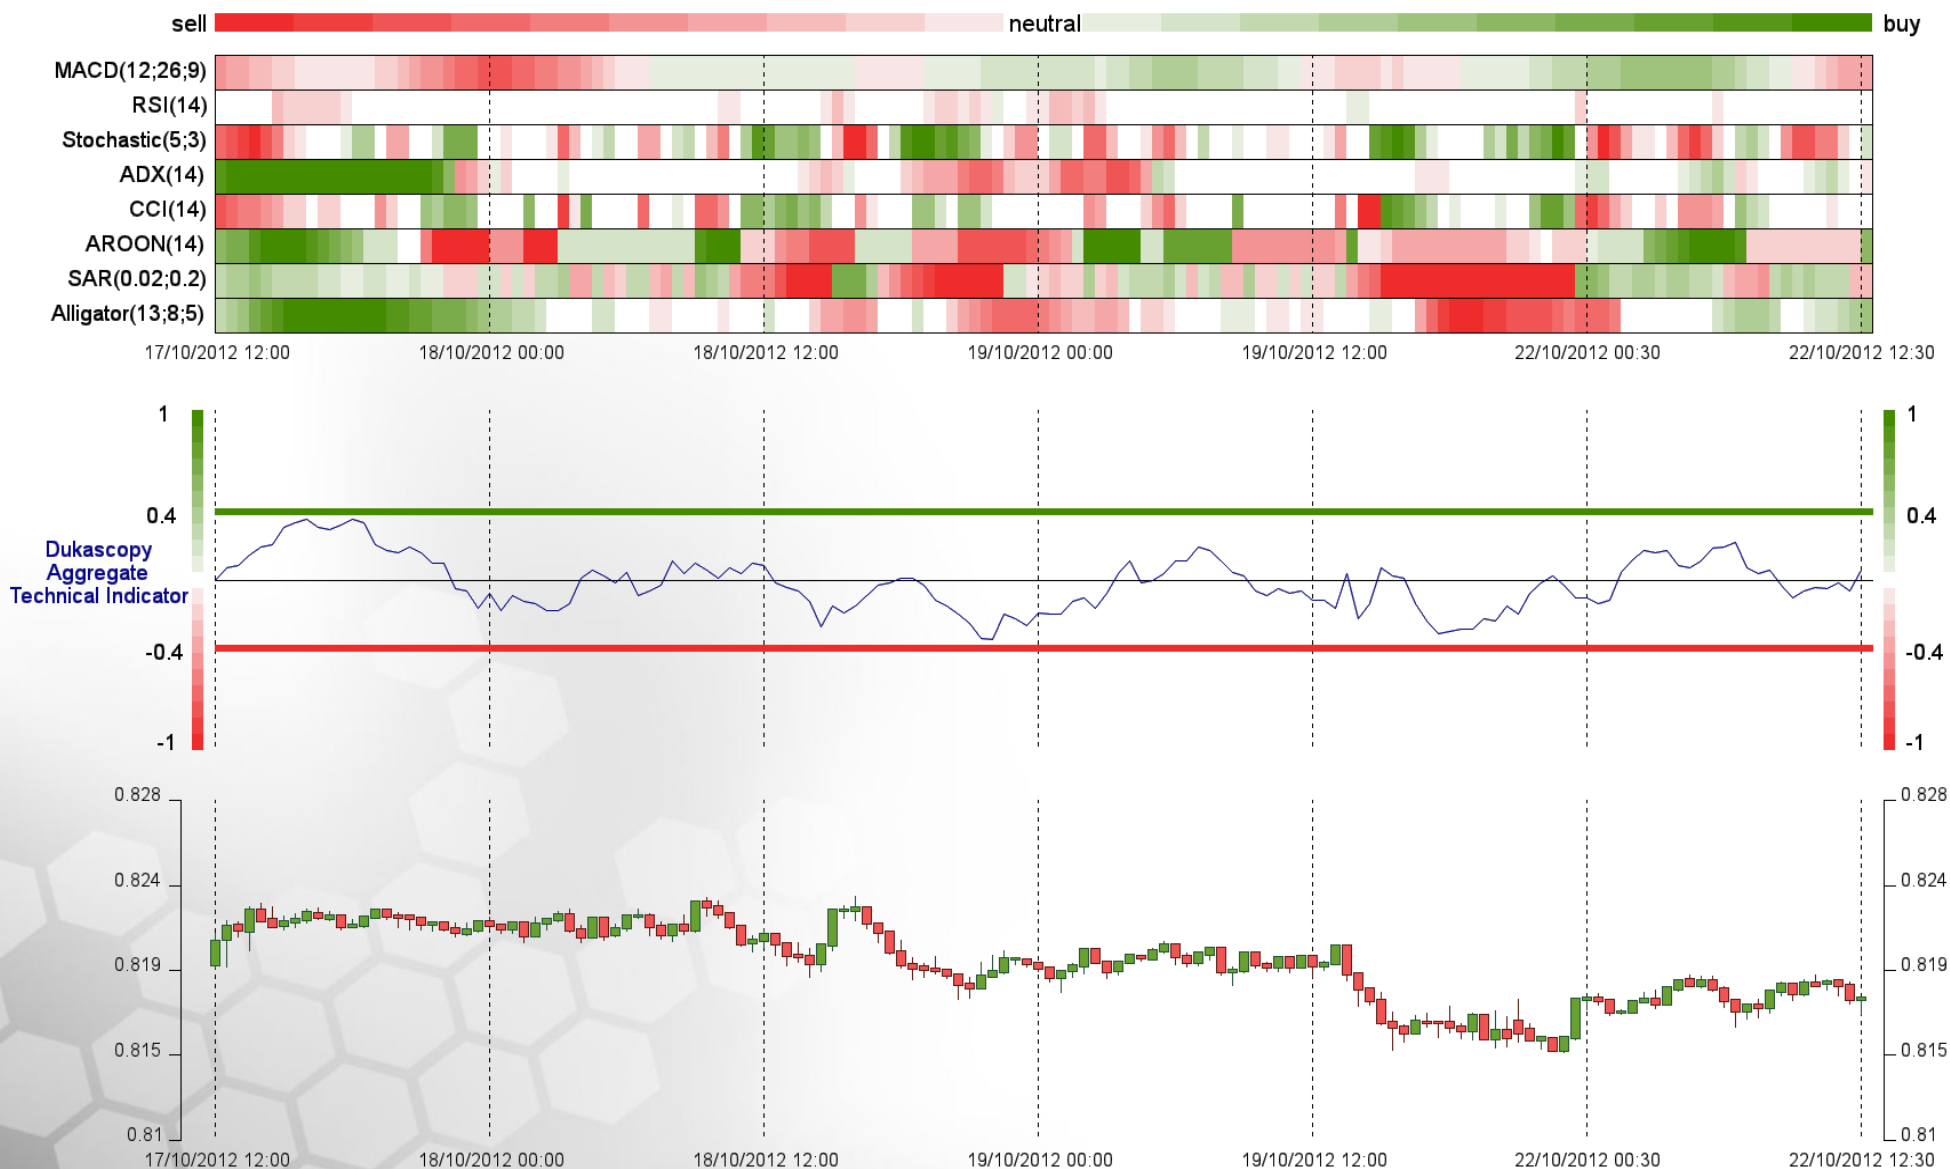 sell neutral buy
MACD(12;26;9)
RSI(14)
Stochastic(5;3)
ADX(14)
CCI(14)
AROON(14)
SAR(0.02;0.2)
Alligator(13;8;5)
17/10/2012 12:00 18/10/2012 00:00 18/10/2012 12:00 19/10/2012 00:00 19/10/2012 12:00 22/10/2012 00:30 22/10/2012 12:30
1 1
0.4 0.4
Dukascopy
Aggregate
Technical Indicator
-0.4 -0.4
-1 -1
0.828 0.828
0.824 0.824
0.819 0.819
0.815 0.815
0.81 0.81
17/10/2012 12:00 18/10/2012 00:00 18/10/2012 12:00 19/10/2012 00:00 19/10/2012 12:00 22/10/2012 00:30 22/10/2012 12:30